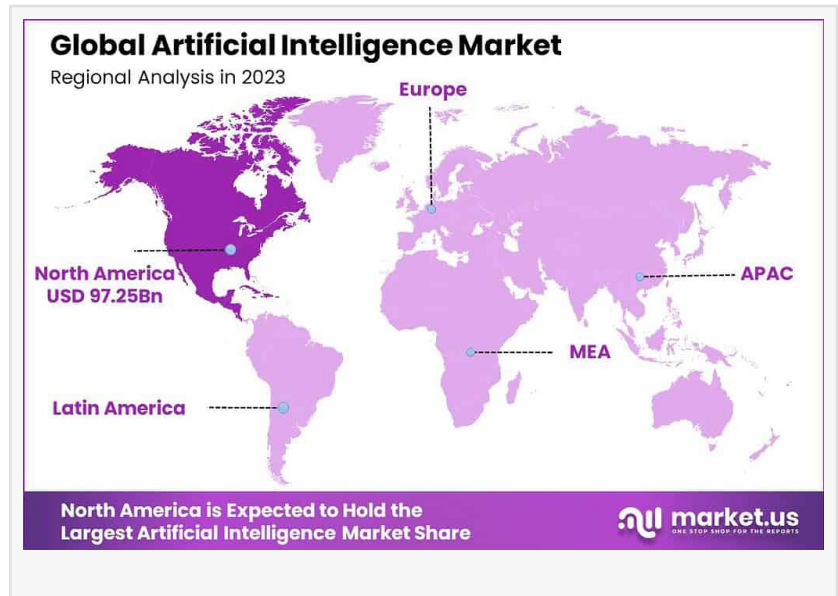 Global Artificial Intelligence Market
Regional Analysis in 2023
Europe
North America
USD 97.25Bn
APAC
MEA
Latin America
North America is Expected to Hold the
Largest Artificial Intelligence Market Share
market.us
ONE STOP SHOP FOR THE REPORTS